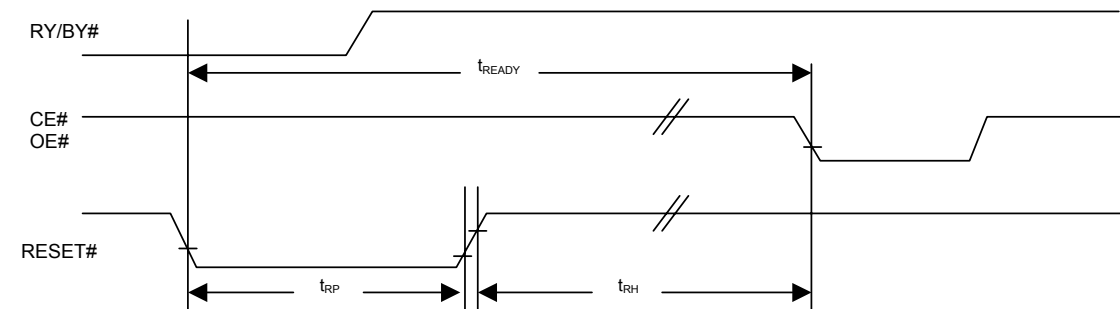 RY/BY#
tREADY
CE#
OE#
RESET#
tRP
tRH